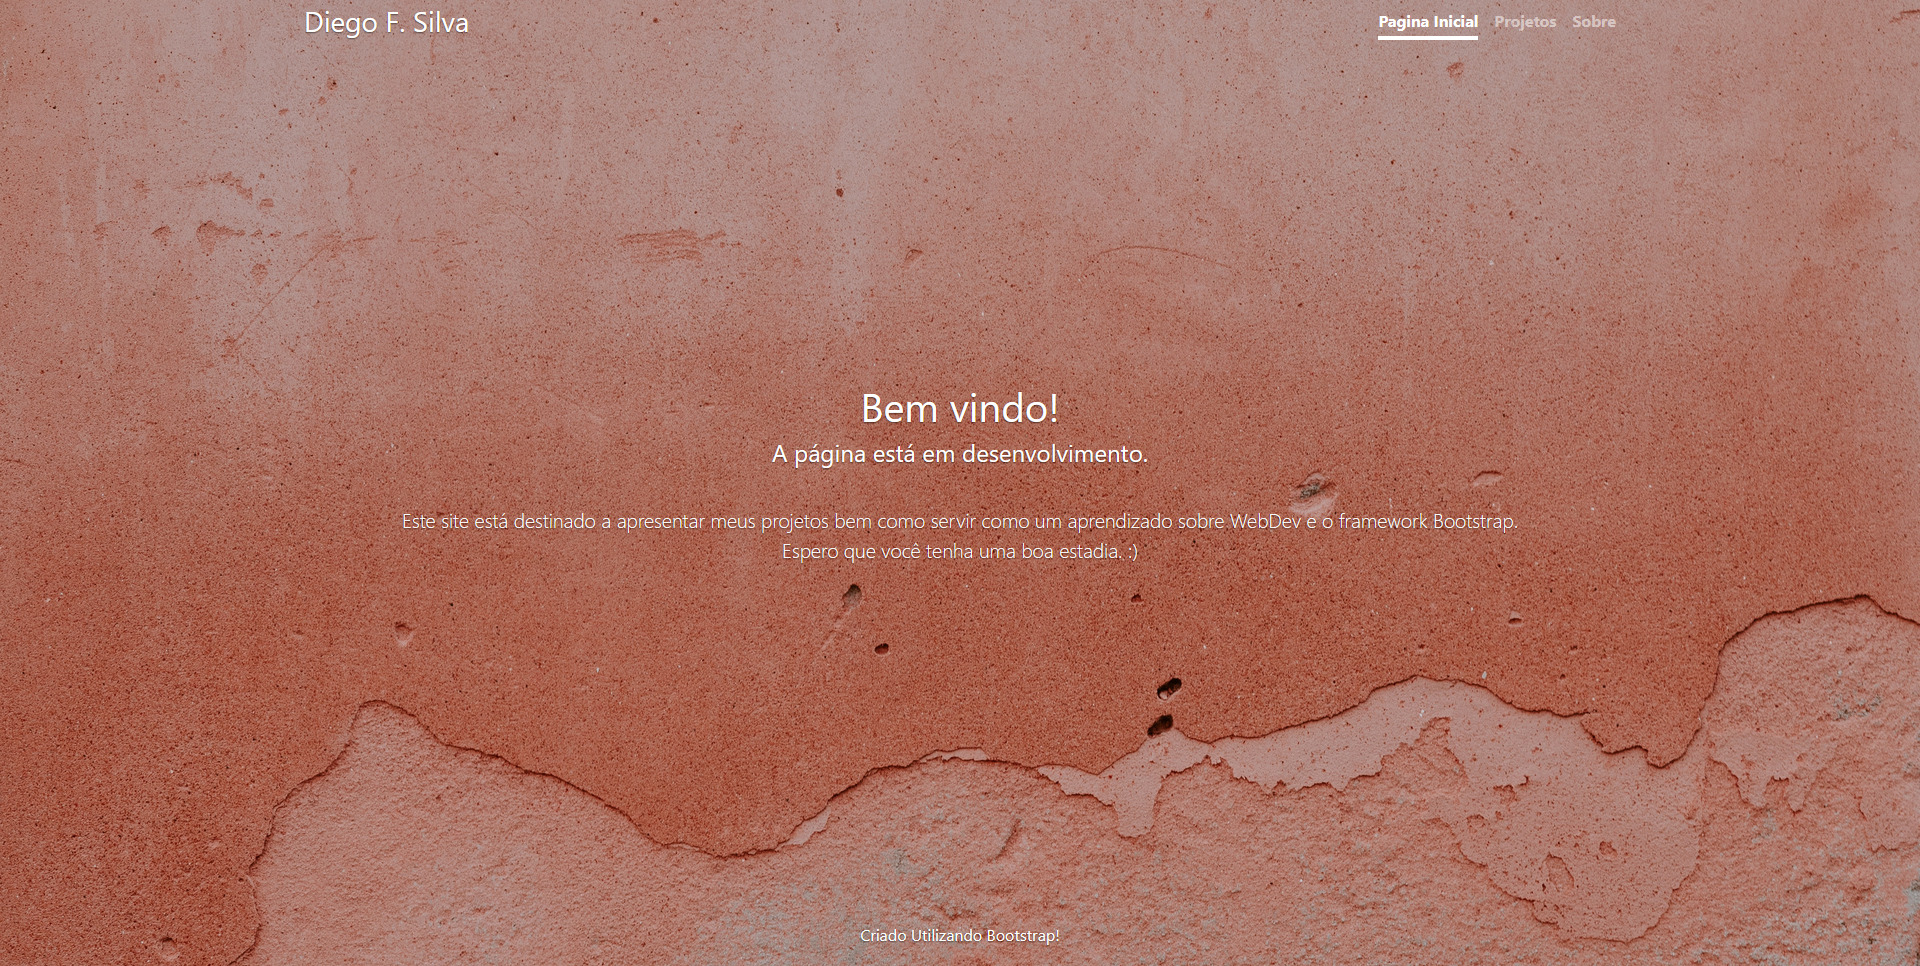 Diego F. Silva
Pagina Inicial Projetos Sobre
Bem vindo!
A página está em desenvolvimento.
Este site está destinado a apresentar meus projetos bem como servir como um aprendizado sobre WebDev e o framework Bootstrap.
Espero que você tenha uma boa estadia. :)
Criado Utilizando Bootstrap!